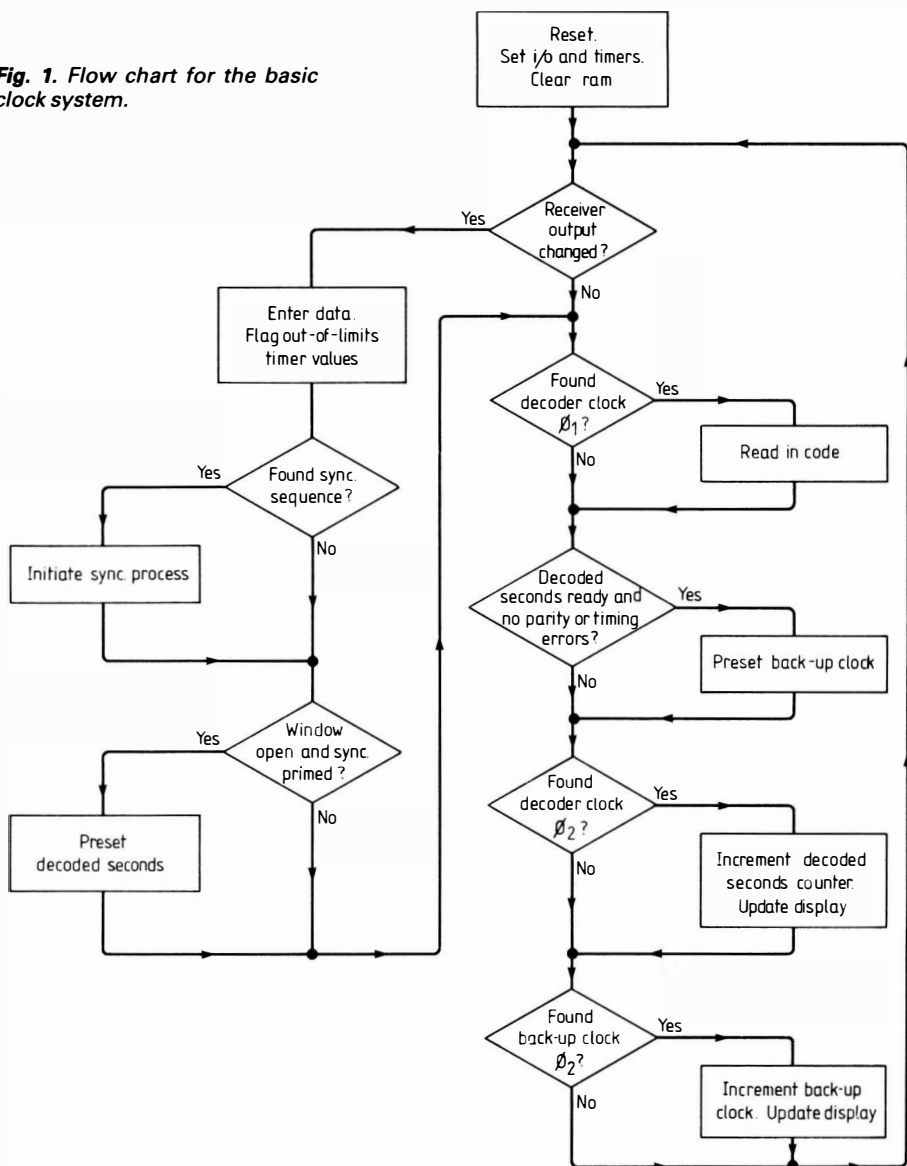 Fig. 1. Flow chart for the basic
clock system.
Reset.
Set i/o and timers.
Clear ram
Receiver
output
changed?
Yes
No
Enter data.
Flag out-of-limits
timer values
Found sync.
sequence?
Yes
No
Initiate sync. process
Window
open and sync.
primed?
Yes
No
Preset
decoded seconds
Found
decoder clock
Ø1?
Yes
No
Read in code
Decoded
seconds ready and
no parity or timing
errors?
Yes
No
Preset back-up clock
Found
decoder clock
Ø2?
Yes
No
Increment decoded
seconds counter.
Update display
Found
back-up clock
Ø2?
Yes
No
Increment back-up
clock. Update display